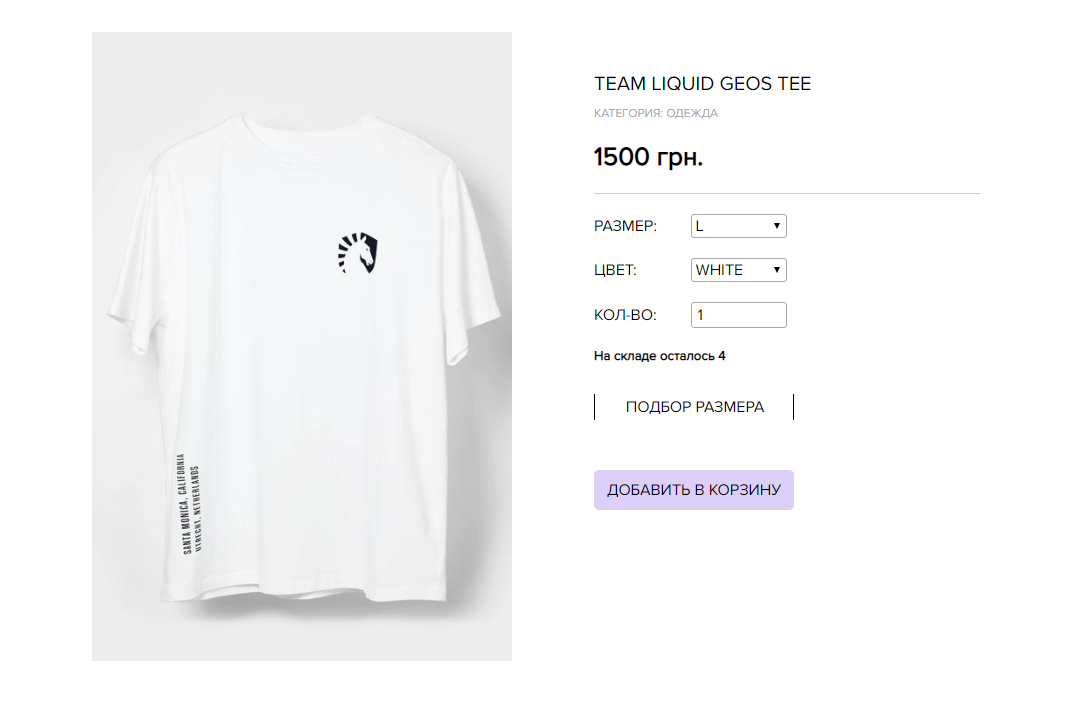 TEAM LIQUID GEOS TEE
КАТЕГОРИЯ: ОДЕЖДА
1500 грн.
РАЗМЕР: L
ЦВЕТ: WHITE
КОЛ-ВО: 1
На складе осталось 4
ПОДБОР РАЗМЕРА
ДОБАВИТЬ В КОРЗИНУ
SANTA MONICA, CALIFORNIA
UTRECHT, NETHERLANDS